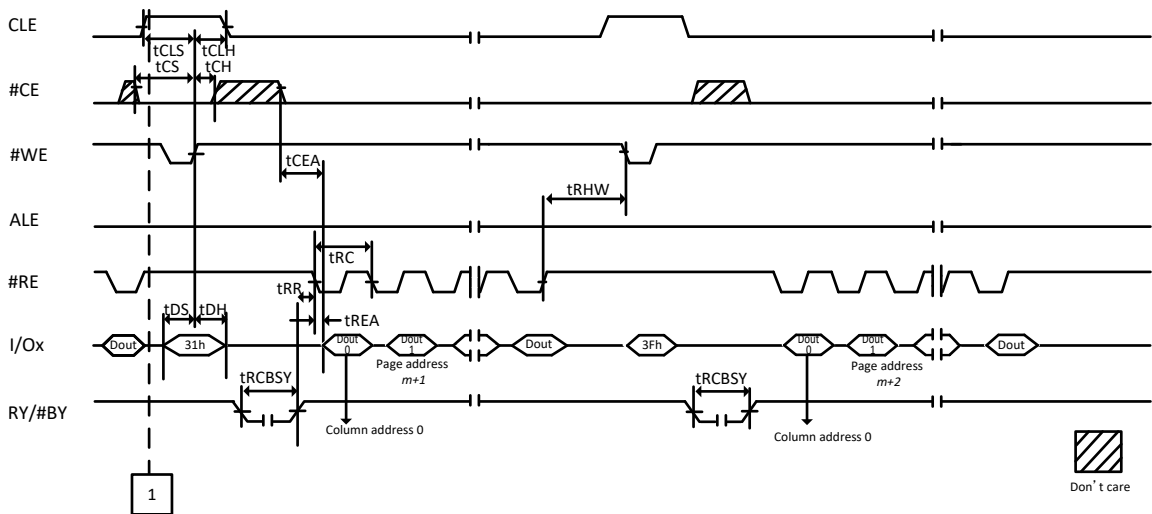 CLE
tCLS tCLH
tCS tCH
#CE
#WE
tCEA
tRHW
ALE
tRC
#RE
tRR
tDS tDH
tREA
I/Ox
Dout 31h Dout 0 Dout 1 Dout 3Fh Dout 0 Dout 1 Dout
Page address
m+1
Page address
m+2
tRCBSY tRCBSY
RY/#BY
Column address 0 Column address 0
1
Don't care